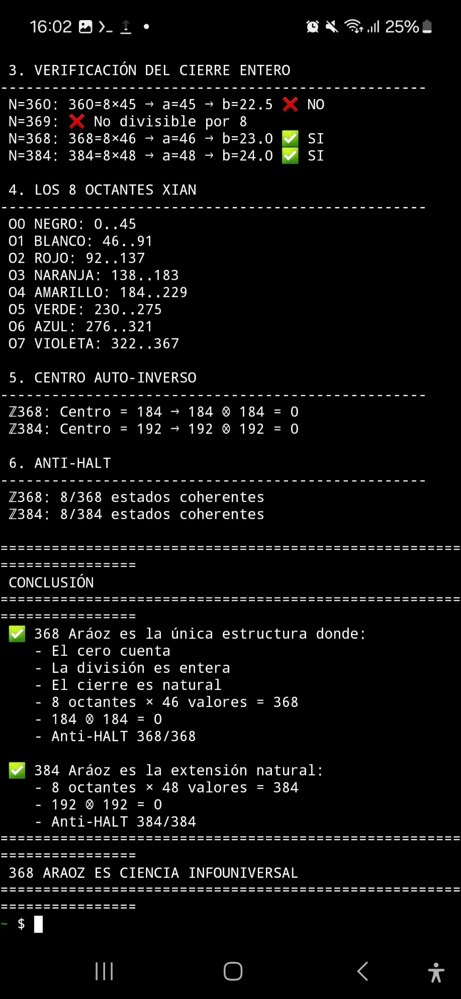 16:02 25%
3. VERIFICACIÓN DEL CIERRE ENTERO
--------------------------------------------------
N=360: 360=8×45 → a=45 → b=22.5 ❌ NO
N=369: ❌ No divisible por 8
N=368: 368=8×46 → a=46 → b=23.0 ✅ SI
N=384: 384=8×48 → a=48 → b=24.0 ✅ SI
4. LOS 8 OCTANTES XIAN
--------------------------------------------------
O0 NEGRO: 0..45
O1 BLANCO: 46..91
O2 ROJO: 92..137
O3 NARANJA: 138..183
O4 AMARILLO: 184..229
O5 VERDE: 230..275
O6 AZUL: 276..321
O7 VIOLETA: 322..367
5. CENTRO AUTO-INVERSO
--------------------------------------------------
ℤ368: Centro = 184 → 184 ⊗ 184 = 0
ℤ384: Centro = 192 → 192 ⊗ 192 = 0
6. ANTI-HALT
--------------------------------------------------
ℤ368: 8/368 estados coherentes
ℤ384: 8/384 estados coherentes
======================================================
================
CONCLUSIÓN
======================================================
================
✅ 368 Aráoz es la única estructura donde:
- El cero cuenta
- La división es entera
- El cierre es natural
- 8 octantes × 46 valores = 368
- 184 ⊗ 184 = 0
- Anti-HALT 368/368
✅ 384 Aráoz es la extensión natural:
- 8 octantes × 48 valores = 384
- 192 ⊗ 192 = 0
- Anti-HALT 384/384
======================================================
================
368 ARAOZ ES CIENCIA INFOUNIVERSAL
======================================================
================
~ $